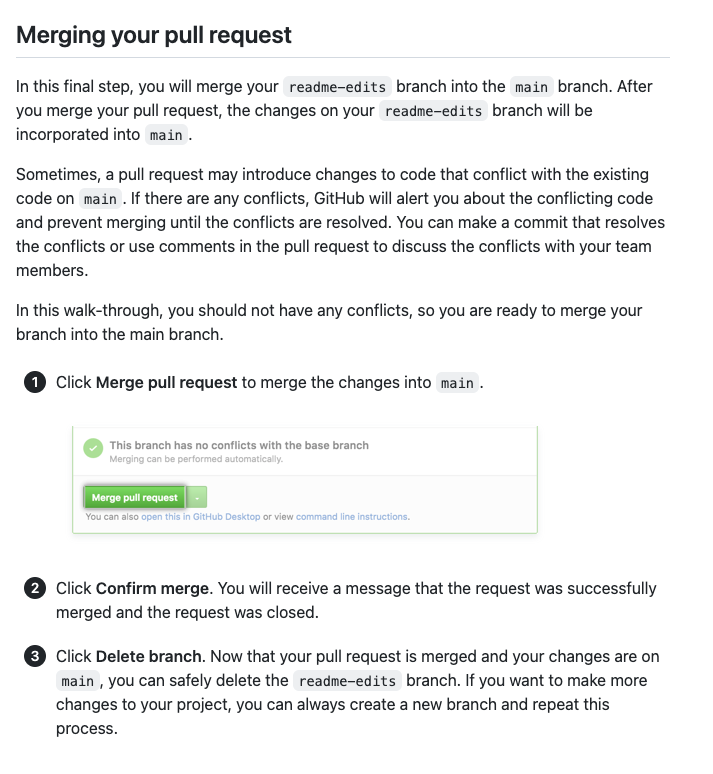 Merging your pull request
In this final step, you will merge your readme-edits branch into the main branch. After
you merge your pull request, the changes on your readme-edits branch will be
incorporated into main .
Sometimes, a pull request may introduce changes to code that conflict with the existing
code on main . If there are any conflicts, GitHub will alert you about the conflicting code
and prevent merging until the conflicts are resolved. You can make a commit that resolves
the conflicts or use comments in the pull request to discuss the conflicts with your team
members.
In this walk-through, you should not have any conflicts, so you are ready to merge your
branch into the main branch.
1 Click Merge pull request to merge the changes into main .
This branch has no conflicts with the base branch
Merging can be performed automatically.
Merge pull request
You can also open this in GitHub Desktop or view command line instructions.
2 Click Confirm merge. You will receive a message that the request was successfully
merged and the request was closed.
3 Click Delete branch. Now that your pull request is merged and your changes are on
main , you can safely delete the readme-edits branch. If you want to make more
changes to your project, you can always create a new branch and repeat this
process.